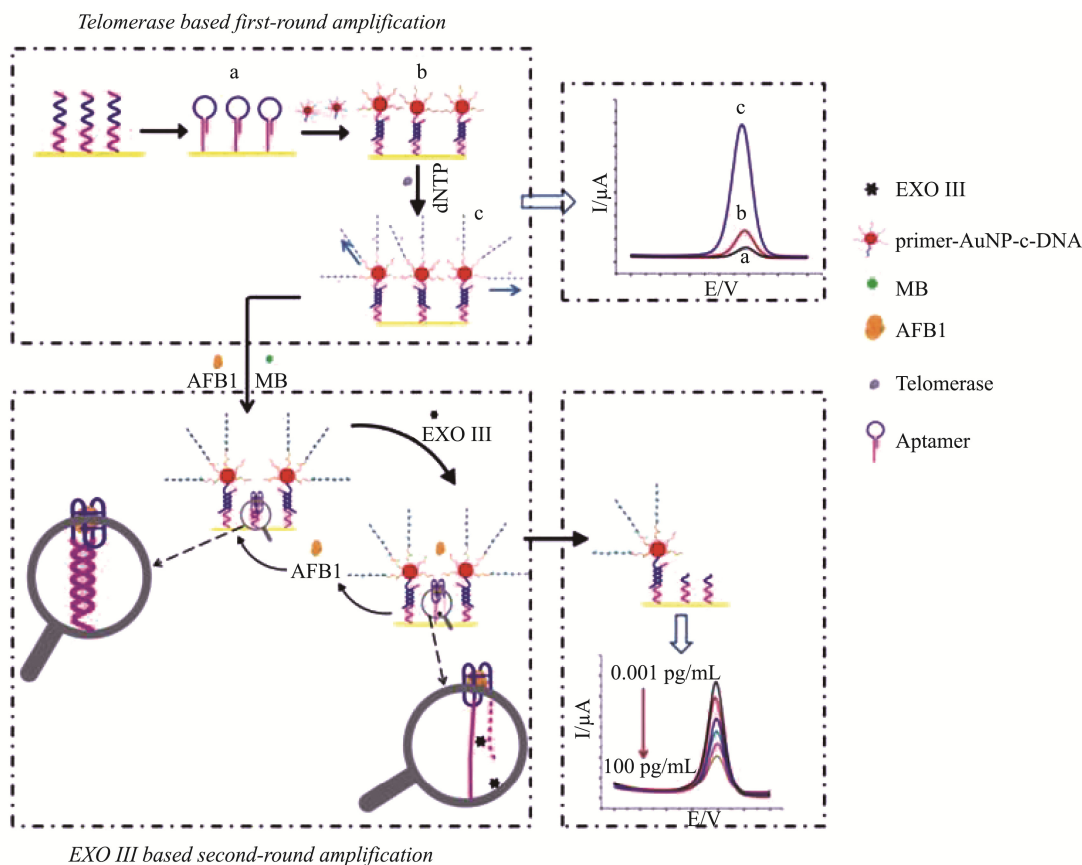 Telomerase based first-round amplification
a
b
dNTP
c
c
b
a
I/μA
E/V
EXO III
primer-AuNP-c-DNA
MB
AFB1
Telomerase
Aptamer
AFB1
MB
EXO III
AFB1
0.001 pg/mL
100 pg/mL
I/μA
E/V
EXO III based second-round amplification